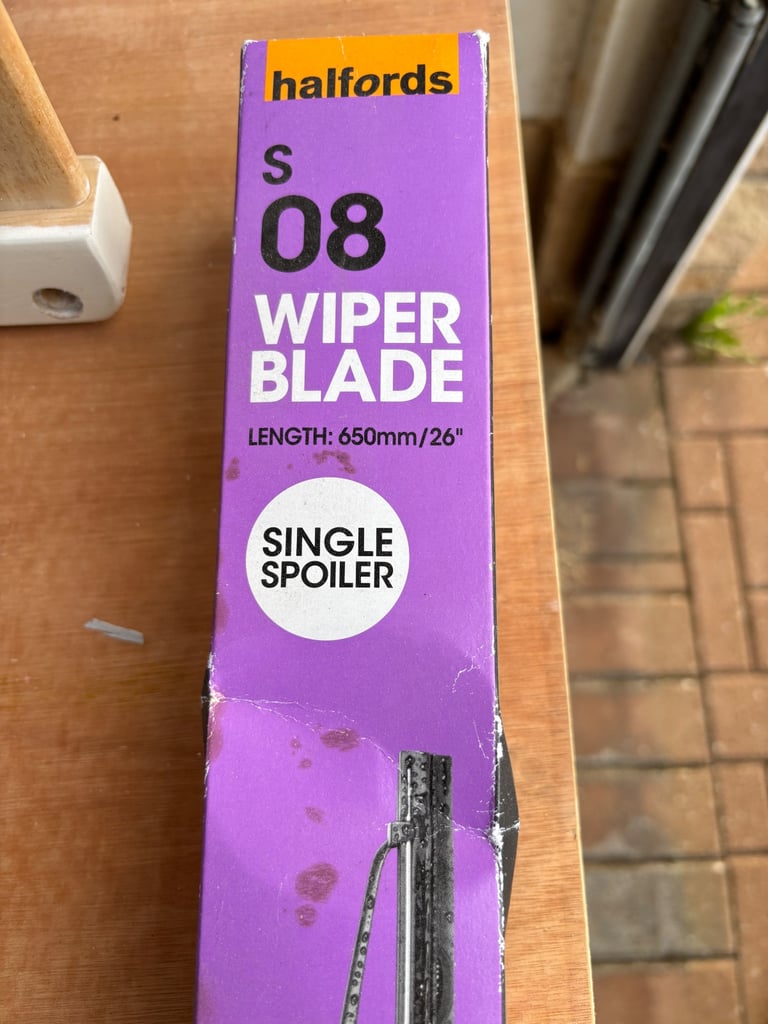 halfords
S
08
WIPER
BLADE
LENGTH: 650mm/26"
SINGLE
SPOILER